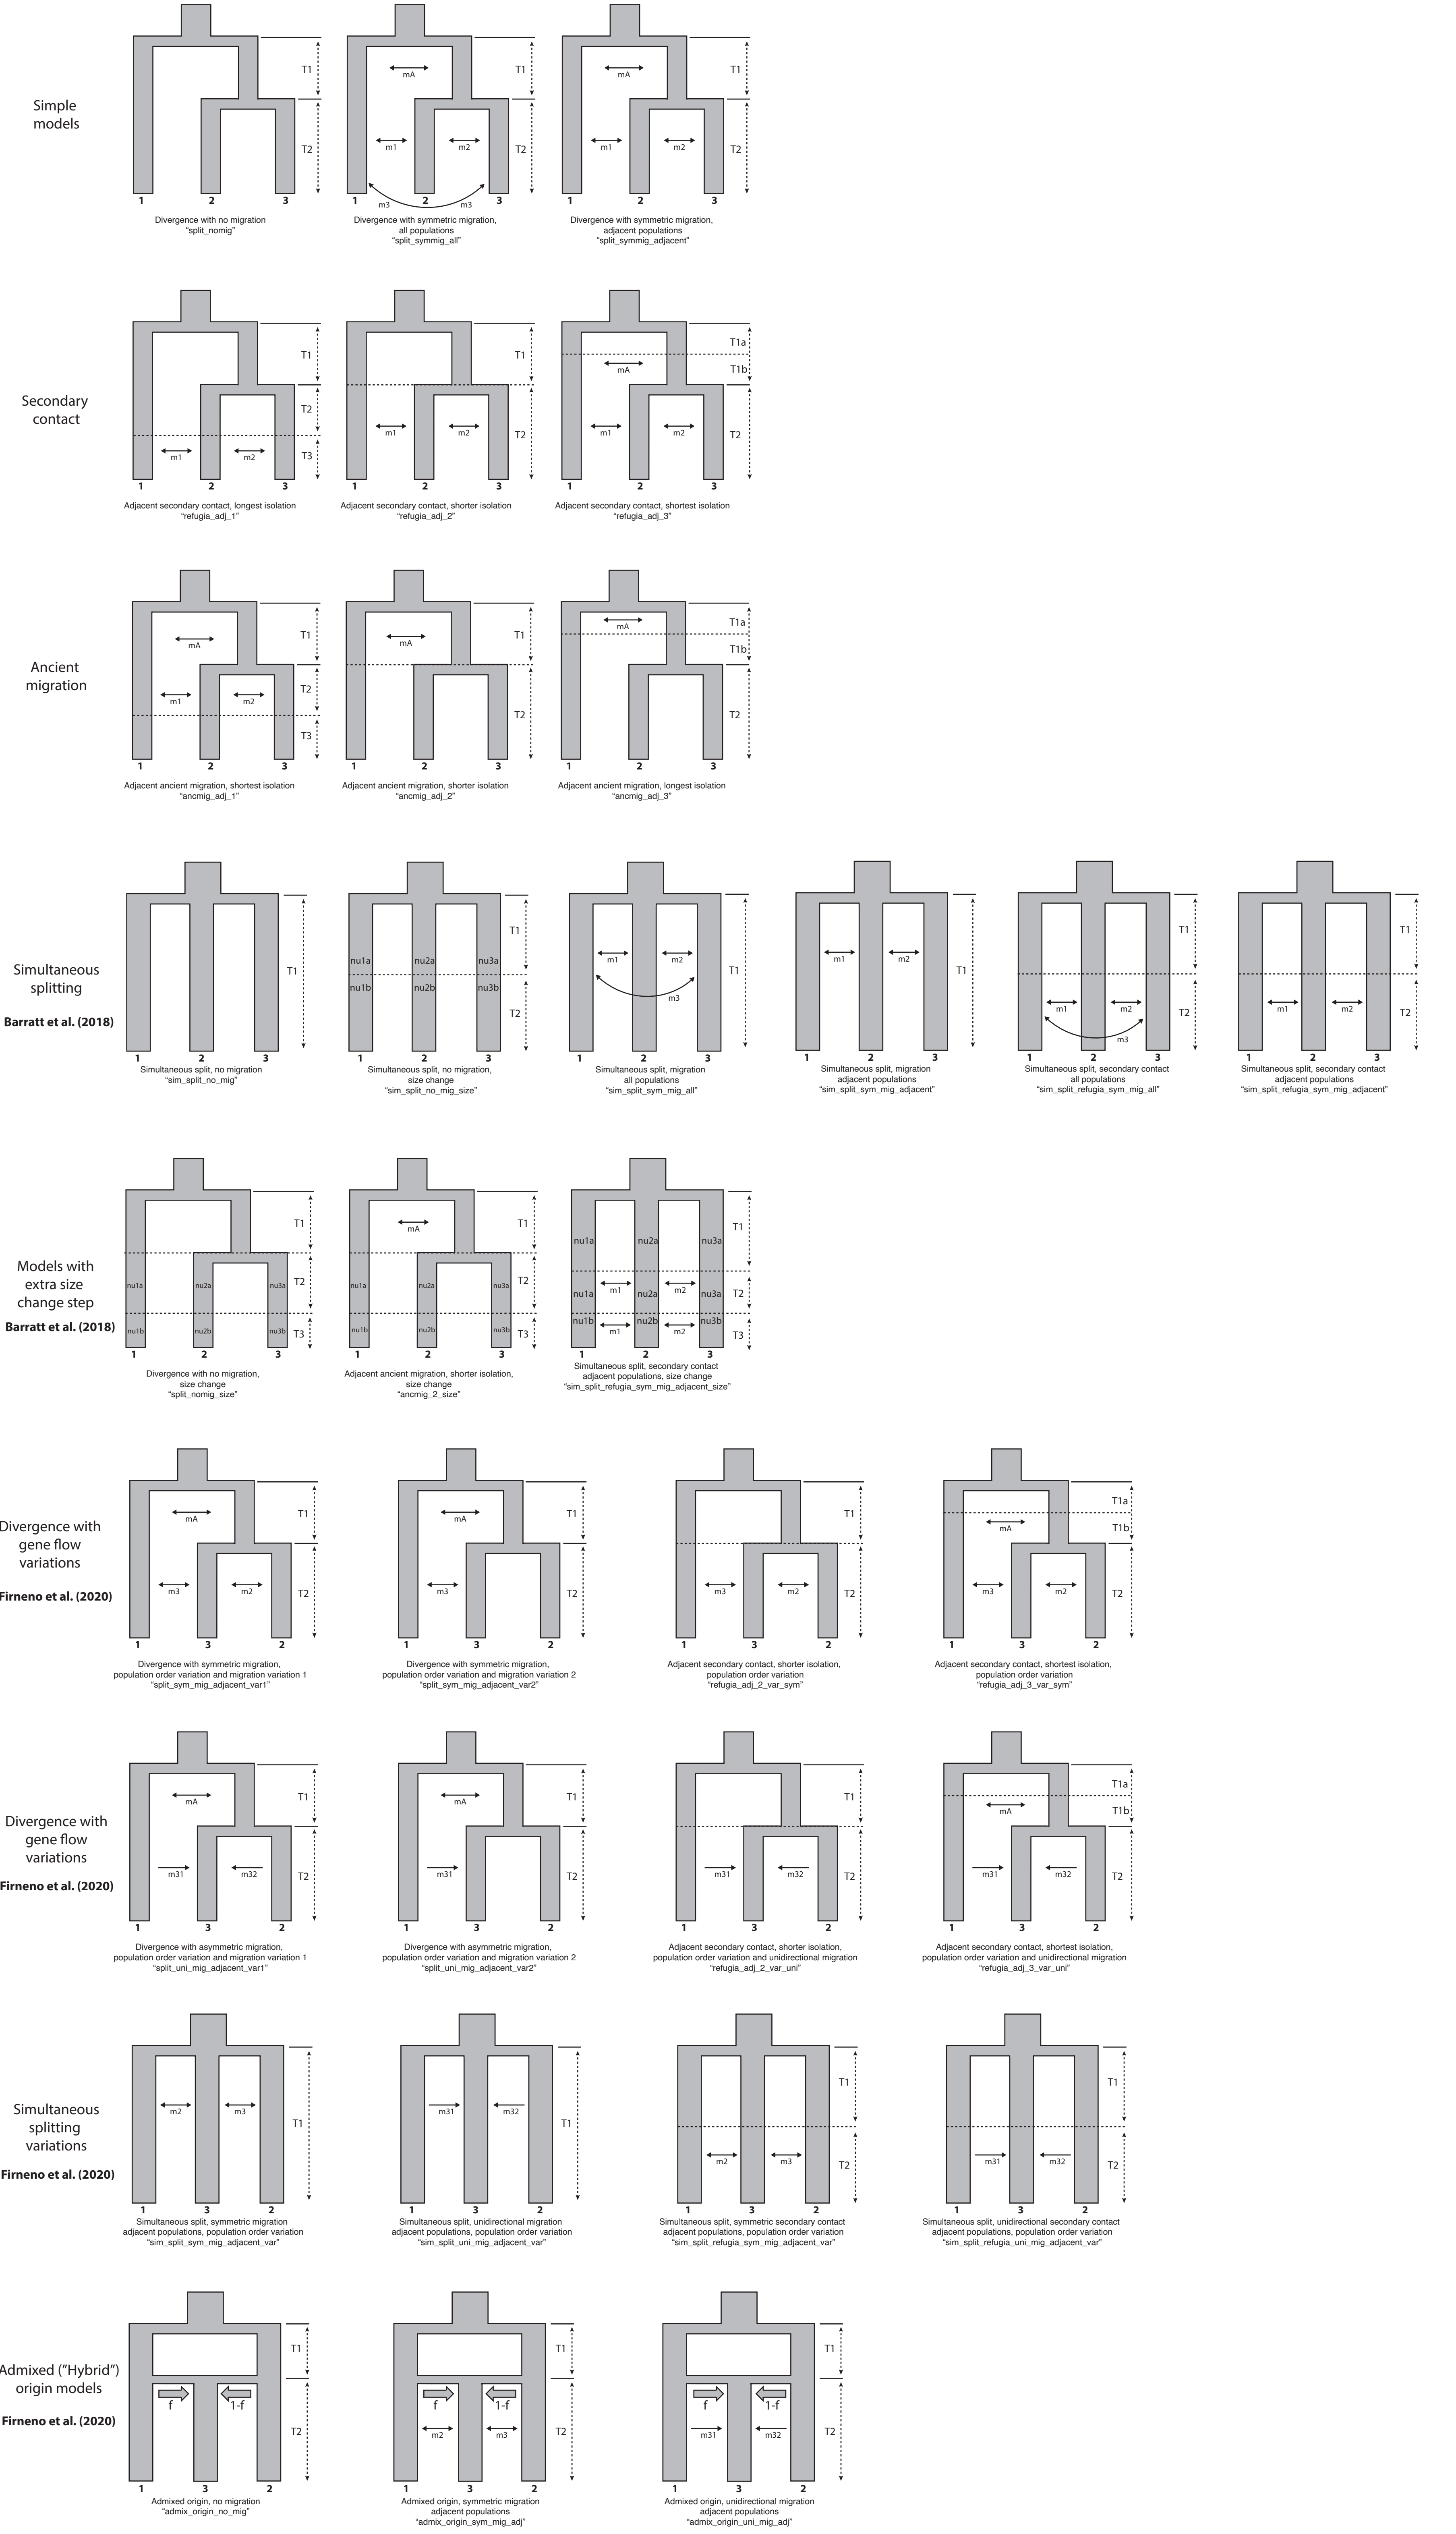 Simple
models
T1
T2
1 2 3
Divergence with no migration
“split_nomig”
mA
T1
m1
m2
T2
1 2 3
m3
m3
Divergence with symmetric migration,
all populations
“split_symmig_all”
mA
T1
m1
m2
T2
1 2 3
Divergence with symmetric migration,
adjacent populations
“split_symmig_adjacent”
Secondary
contact
T1
T2
m1
m2
T3
1 2 3
Adjacent secondary contact, longest isolation
“refugia_adj_1”
T1
m1
m2
T2
1 2 3
Adjacent secondary contact, shorter isolation
“refugia_adj_2”
T1a
mA
T1b
m1
m2
T2
1 2 3
Adjacent secondary contact, shortest isolation
“refugia_adj_3”
Ancient
migration
mA
T1
m1
m2
T2
T3
1 2 3
Adjacent ancient migration, shortest isolation
“ancmig_adj_1”
mA
T1
T2
1 2 3
Adjacent ancient migration, shorter isolation
“ancmig_adj_2”
mA
T1a
T1b
T2
1 2 3
Adjacent ancient migration, longest isolation
“ancmig_adj_3”
Simultaneous
splitting
Barratt et al. (2018)
T1
1 2 3
Simultaneous split, no migration
“sim_split_no_mig”
T1
nu1a nu2a nu3a
nu1b nu2b nu3b
T2
1 2 3
Simultaneous split, no migration,
size change
“sim_split_no_mig_size”
m1
m2
T1
m3
1 2 3
Simultaneous split, migration
all populations
“sim_split_sym_mig_all”
m1
m2
T1
1 2 3
Simultaneous split, migration
adjacent populations
“sim_split_sym_mig_adjacent”
T1
m1
m2
T2
m3
1 2 3
Simultaneous split, secondary contact
all populations
“sim_split_refugia_sym_mig_all”
T1
m1
m2
T2
1 2 3
Simultaneous split, secondary contact
adjacent populations
“sim_split_refugia_sym_mig_adjacent”
Models with
extra size
change step
Barratt et al. (2018)
T1
nu1a nu2a nu3a
T2
nu1b nu2b nu3b
T3
1 2 3
Divergence with no migration,
size change
“split_nomig_size”
mA
T1
nu1a nu2a nu3a
T2
nu1b nu2b nu3b
T3
1 2 3
Adjacent ancient migration, shorter isolation,
size change
“ancmig_2_size”
nu1a nu2a nu3a
T1
m1
m2
nu1a nu2a nu3a
T2
nu1b nu2b nu3b
m1
m2
T3
1 2 3
Simultaneous split, secondary contact
adjacent populations, size change
“sim_split_refugia_sym_mig_adjacent_size”
Divergence with
gene flow
variations
Firneno et al. (2020)
mA
T1
m3
m2
T2
1 3 2
Divergence with symmetric migration,
population order variation and migration variation 1
“split_sym_mig_adjacent_var1”
mA
T1
m3
T2
1 3 2
Divergence with symmetric migration,
population order variation and migration variation 2
“split_sym_mig_adjacent_var2”
T1
m3
m2
T2
1 3 2
Adjacent secondary contact, shorter isolation,
population order variation
“refugia_adj_2_var_sym”
T1a
mA
T1b
m3
m2
T2
1 3 2
Adjacent secondary contact, shortest isolation,
population order variation
“refugia_adj_3_var_sym”
Divergence with
gene flow
variations
Firneno et al. (2020)
mA
T1
m31
m32
T2
1 3 2
Divergence with asymmetric migration,
population order variation and migration variation 1
“split_uni_mig_adjacent_var1”
mA
T1
m31
T2
1 3 2
Divergence with asymmetric migration,
population order variation and migration variation 2
“split_uni_mig_adjacent_var2”
T1
m31
m32
T2
1 3 2
Adjacent secondary contact, shorter isolation,
population order variation and unidirectional migration
“refugia_adj_2_var_uni”
T1a
mA
T1b
m31
m32
T2
1 3 2
Adjacent secondary contact, shortest isolation,
population order variation and unidirectional migration
“refugia_adj_3_var_uni”
Simultaneous
splitting
variations
Firneno et al. (2020)
m2
m3
T1
1 3 2
Simultaneous split, symmetric migration
adjacent populations, population order variation
“sim_split_sym_mig_adjacent_var”
m31
m32
T1
1 3 2
Simultaneous split, unidirectional migration
adjacent populations, population order variation
“sim_split_uni_mig_adjacent_var”
T1
m2
m3
T2
1 3 2
Simultaneous split, symmetric secondary contact
adjacent populations, population order variation
“sim_split_refugia_sym_mig_adjacent_var”
T1
m31
m32
T2
1 3 2
Simultaneous split, unidirectional secondary contact
adjacent populations, population order variation
“sim_split_refugia_uni_mig_adjacent_var”
Admixed (”Hybrid”)
origin models
Firneno et al. (2020)
T1
f
1-f
T2
1 3 2
Admixed origin, no migration
“admix_origin_no_mig”
T1
f
1-f
m2
m3
T2
1 3 2
Admixed origin, symmetric migration
adjacent populations
“admix_origin_sym_mig_adj”
T1
f
1-f
m31
m32
T2
1 3 2
Admixed origin, unidirectional migration
adjacent populations
“admix_origin_uni_mig_adj”